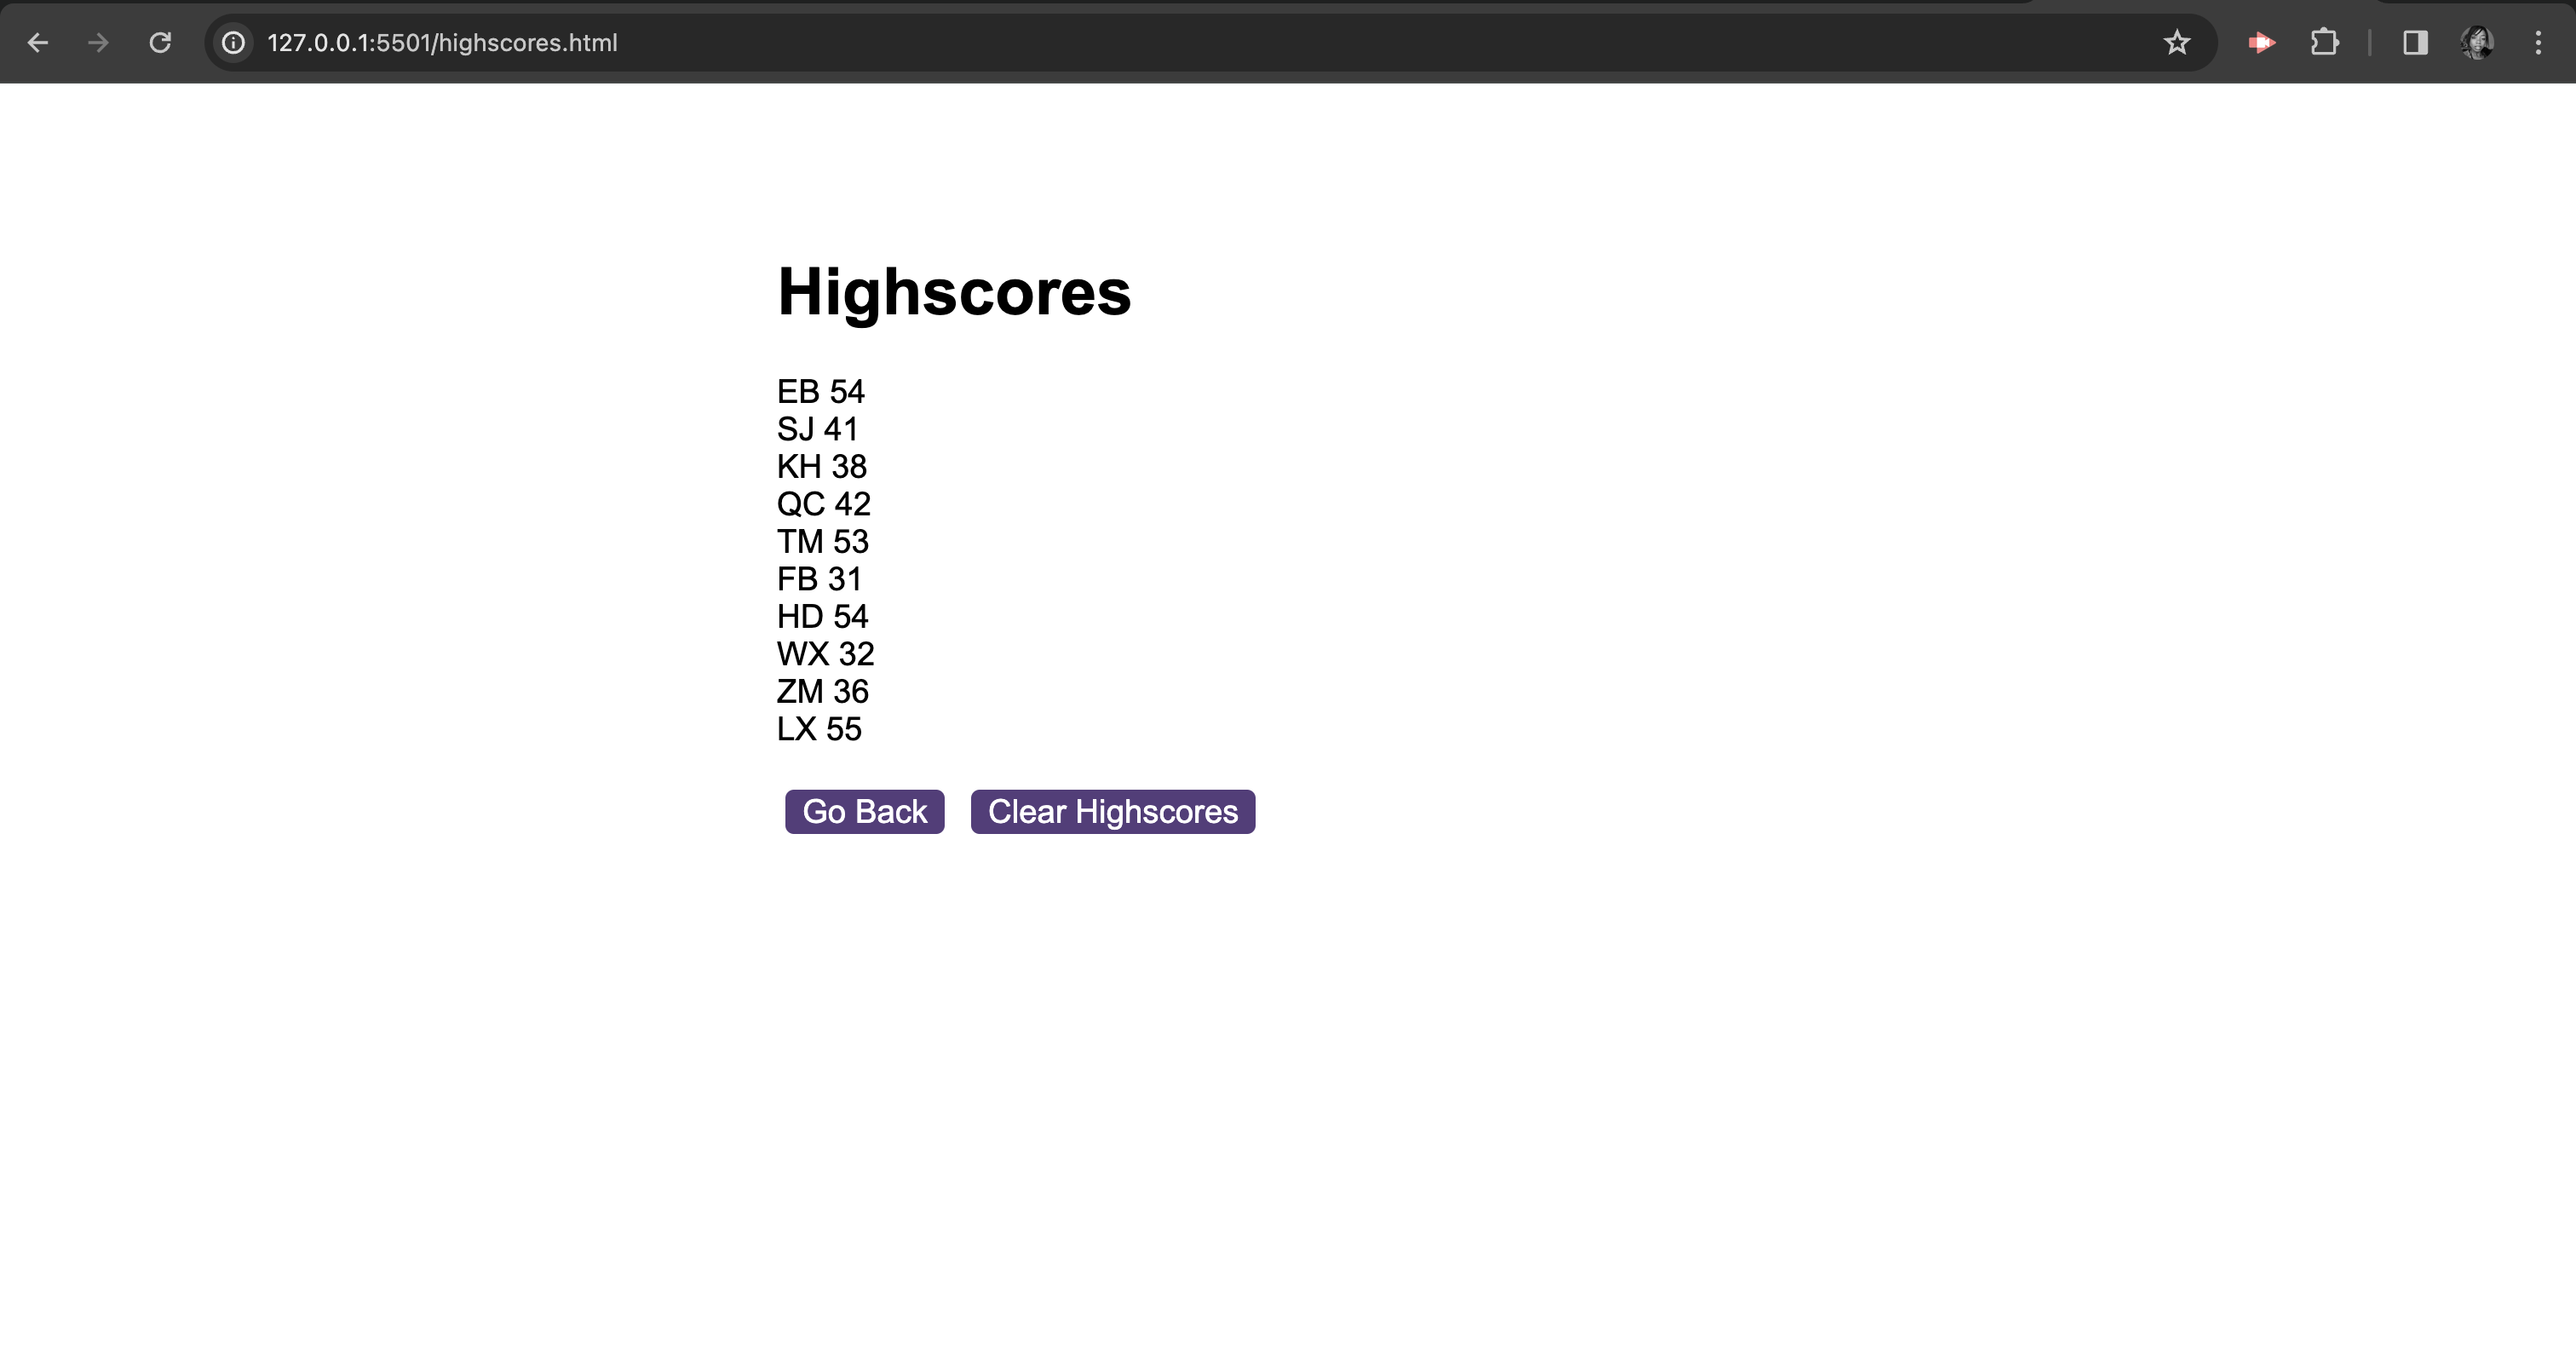 127.0.0.1:5501/highscores.html
Highscores
EB 54
SJ 41
KH 38
QC 42
TM 53
FB 31
HD 54
WX 32
ZM 36
LX 55
Go Back Clear Highscores